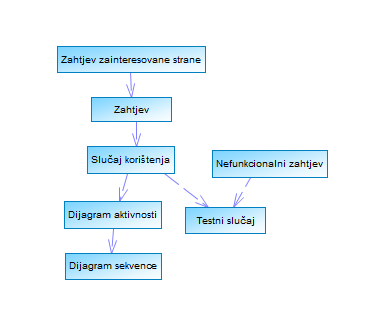 Zahtjev zainteresovane strane
Zahtjev
Slučaj korištenja
Nefunkcionalni zahtjev
Dijagram aktivnosti
Testni slučaj
Dijagram sekvence